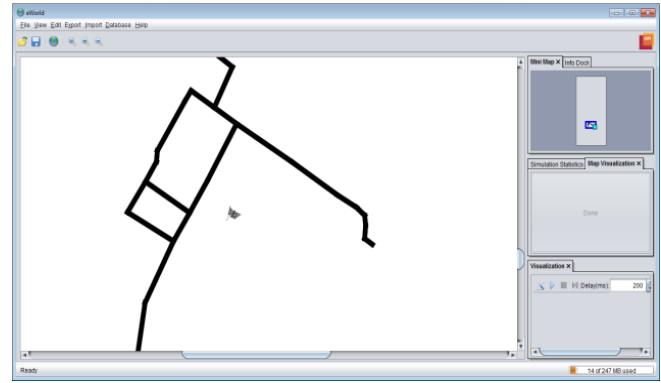 eWorld
File View Edit Export Import Database Help
Mini Map X Info Dock
Simulation Statistics Map Visualization X
Done
Visualization X
Delay(ms): 200
Ready
14 of 247 MB used